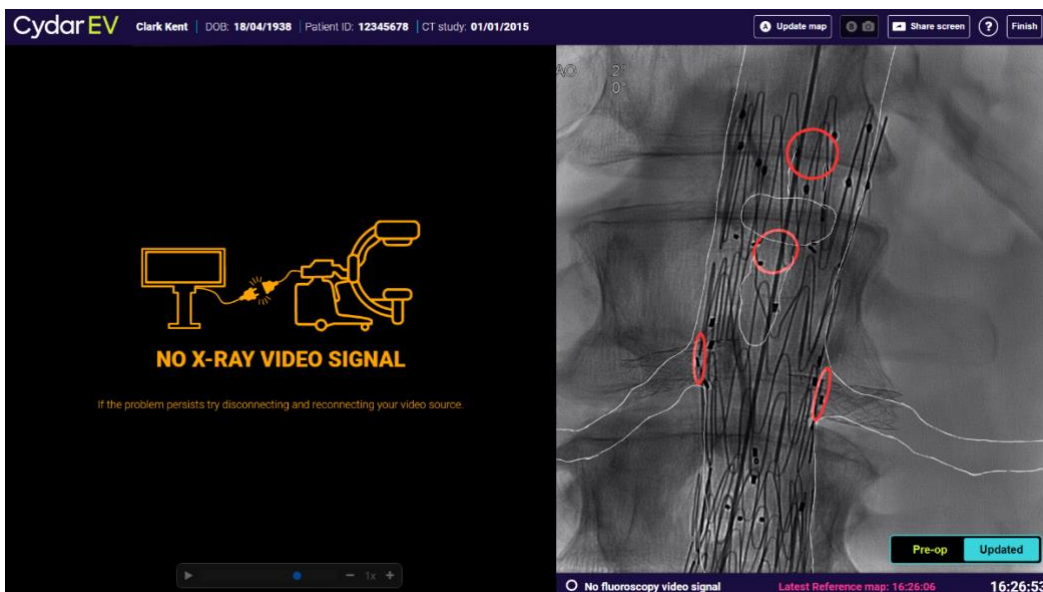 Cydar EV Clark Kent | DOB: 18/04/1938 | Patient ID: 12345678 | CT study: 01/01/2015
A Update map
B
Share screen
?
Finish
2°
0°
NO X-RAY VIDEO SIGNAL
If the problem persists try disconnecting and reconnecting your video source.
1x
Pre-op
Updated
No fluoroscopy video signal
Latest Reference map: 16:26:06
16:26:53